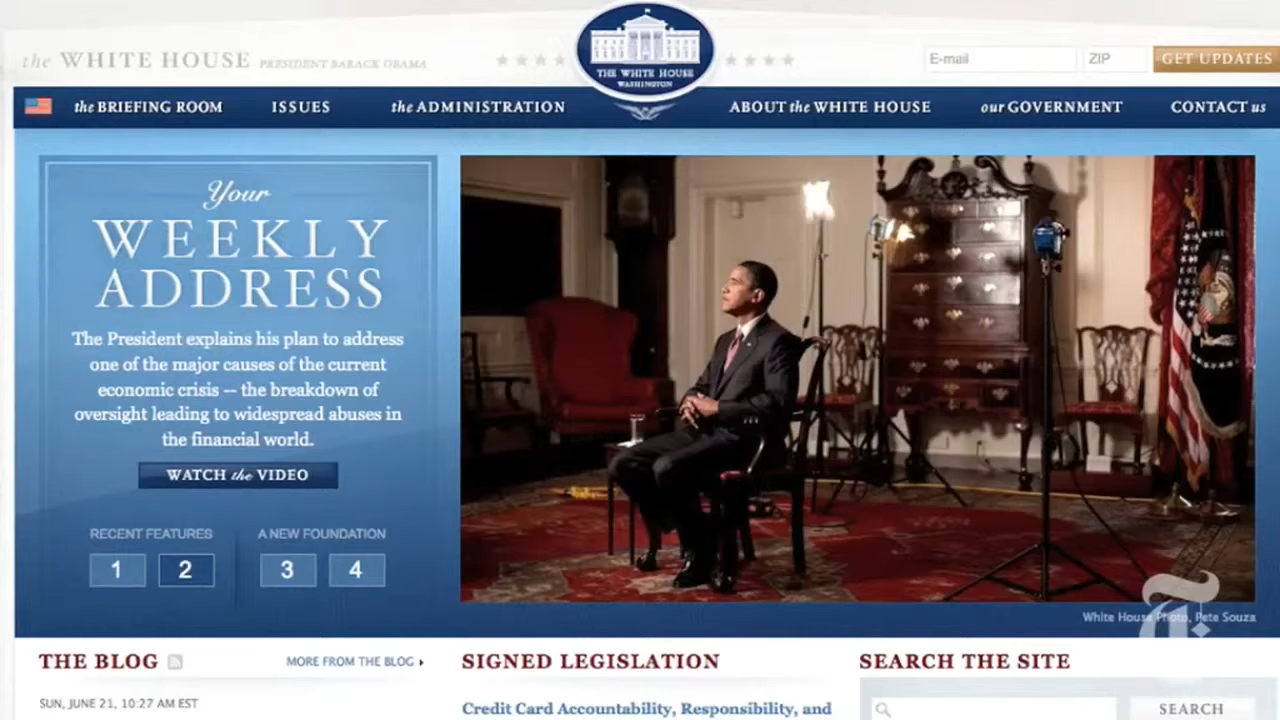 the WHITE HOUSE PRESIDENT BARACK OBAMA
THE WHITE HOUSE
WASHINGTON
E-mail
ZIP
GET UPDATES
the BRIEFING ROOM
ISSUES
the ADMINISTRATION
ABOUT the WHITE HOUSE
our GOVERNMENT
CONTACT us
Your
WEEKLY
ADDRESS
The President explains his plan to address
one of the major causes of the current
economic crisis -- the breakdown of
oversight leading to widespread abuses in
the financial world.
WATCH the VIDEO
RECENT FEATURES
A NEW FOUNDATION
1
2
3
4
White House Photo, Pete Souza
T.
THE BLOG
MORE FROM THE BLOG
SUN, JUNE 21, 10:27 AM EST
SIGNED LEGISLATION
Credit Card Accountability, Responsibility, and
SEARCH THE SITE
SEARCH